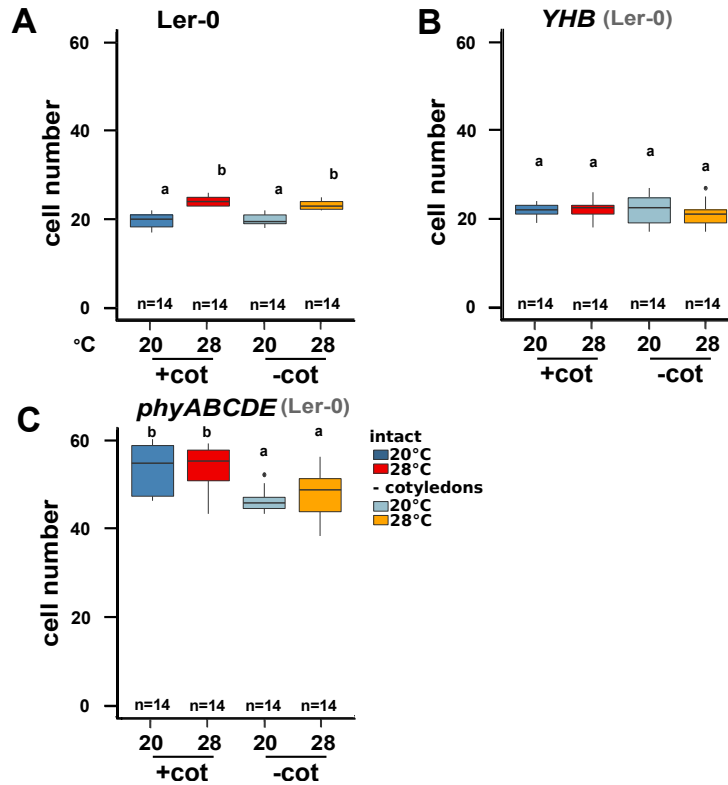 A
Ler-0
cell number
60
40
20
0
a
b
a
b
n=14
n=14
n=14
n=14
°C
20
28
20
28
+cot
-cot
B
YHB (Ler-0)
cell number
60
40
20
0
a
a
a
a
n=14
n=14
n=14
n=14
20
28
20
28
+cot
-cot
C
phyABCDE (Ler-0)
cell number
60
40
20
0
b
b
a
a
n=14
n=14
n=14
n=14
20
28
20
28
+cot
-cot
intact
20°C
28°C
- cotyledons
20°C
28°C